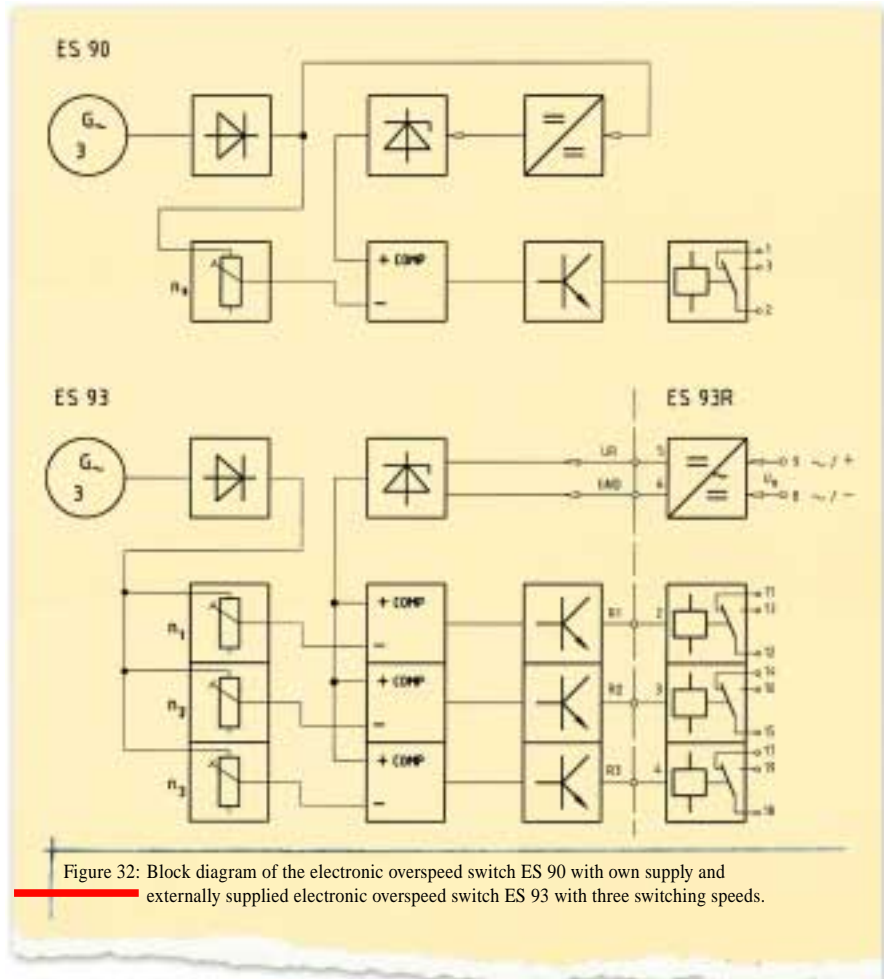 ES 90
G~
3
=
=
n
+ COMP
−
1
3
2
ES 93
ES 93R
G~
3
UR
5
=
~
=
9 ~ / +
GND
6
8 ~ / −
n1
+ COMP
−
R1
2
11
13
12
n2
+ COMP
−
R2
3
14
16
15
n3
+ COMP
−
R3
4
17
19
18
Figure 32: Block diagram of the electronic overspeed switch ES 90 with own supply and
externally supplied electronic overspeed switch ES 93 with three switching speeds.